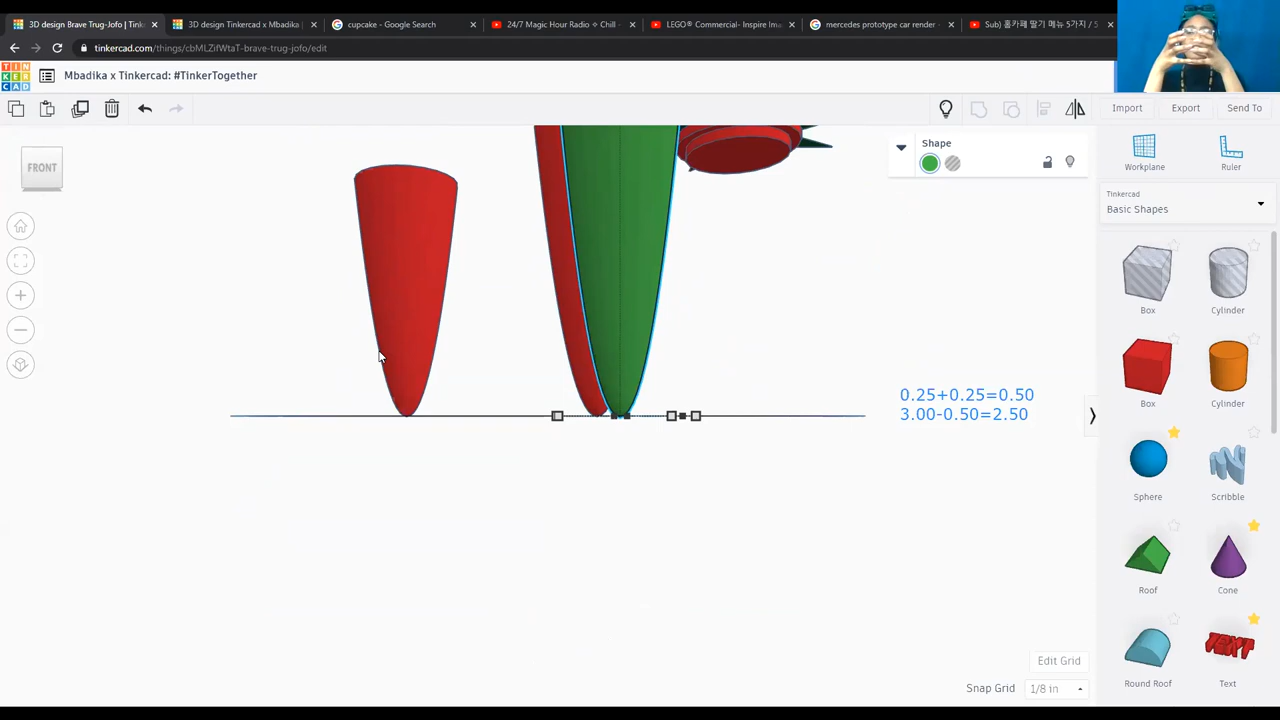 3D design Brave Trug-Jofo | Tink
3D design Tinkercad x Mbadika |
cupcake - Google Search
24/7 Magic Hour Radio ✧ Chill
LEGO® Commercial- Inspire Ima
mercedes prototype car render -
Sub) 홈카페 딸기 메뉴 5가지 / 5
tinkercad.com/things/cbMLZifWtaT-brave-trug-jofo/edit
TIN
KER
CAD
Mbadika x Tinkercad: #TinkerTogether
Import
Export
Send To
FRONT
Shape
Workplane
Ruler
Tinkercad
Basic Shapes
Box
Cylinder
Box
Cylinder
0.25+0.25=0.50
3.00-0.50=2.50
Sphere
Scribble
Roof
Cone
TEXT
Round Roof
Text
Edit Grid
Snap Grid
1/8 in